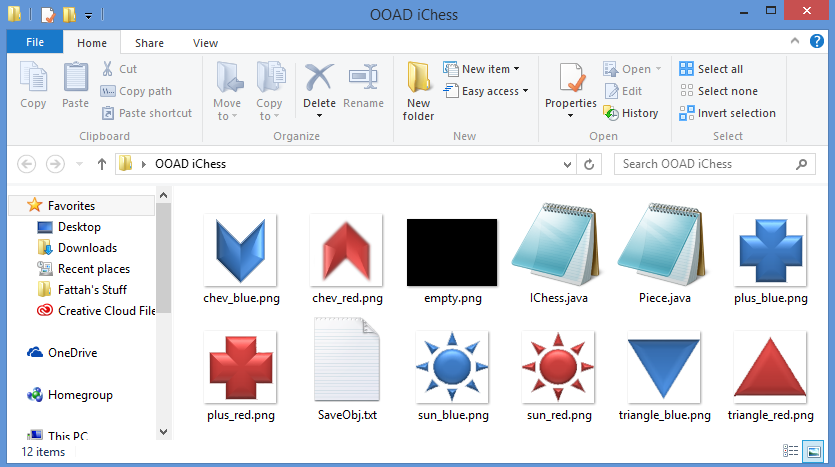 OOAD iChess
File Home Share View
Copy
Paste
Cut
Copy path
Paste shortcut
Clipboard
Move to
Copy to
Delete
Rename
Organize
New folder
New item
Easy access
New
Properties
Open
Edit
History
Open
Select all
Select none
Invert selection
Select
OOAD iChess
Search OOAD iChess
Favorites
Desktop
Downloads
Recent places
Fattah's Stuff
Creative Cloud File
OneDrive
Homegroup
This PC
chev_blue.png
chev_red.png
empty.png
IChess.java
Piece.java
plus_blue.png
plus_red.png
SaveObj.txt
sun_blue.png
sun_red.png
triangle_blue.png
triangle_red.png
12 items